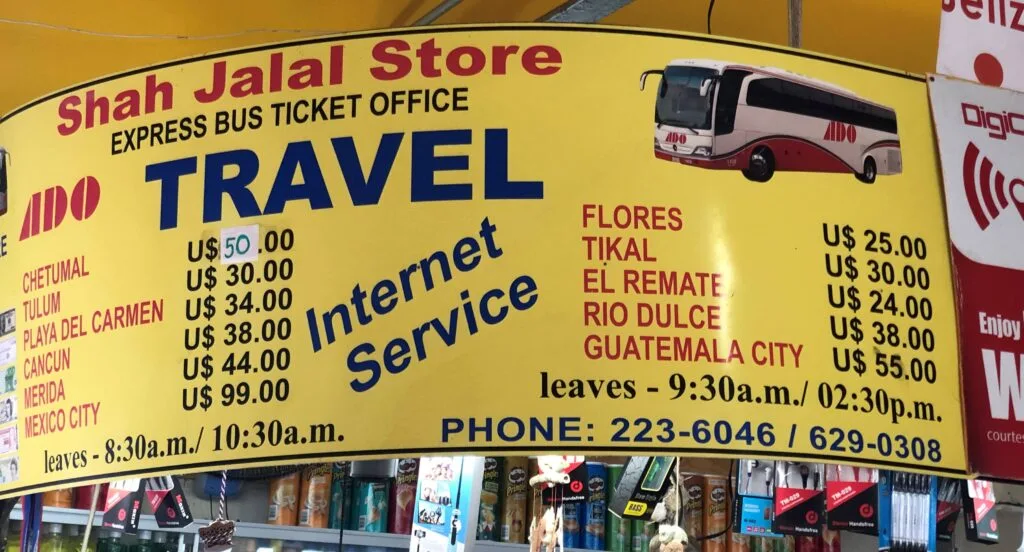 Shah Jalal Store
EXPRESS BUS TICKET OFFICE
TRAVEL
ADO
CHETUMAL U$ 50.00
TULUM U$ 30.00
PLAYA DEL CARMEN U$ 34.00
CANCUN U$ 38.00
MERIDA U$ 44.00
MEXICO CITY U$ 99.00
leaves - 8:30a.m./ 10:30a.m.
Internet
Service
ADO
ADO
FLORES U$ 25.00
TIKAL U$ 30.00
EL REMATE U$ 24.00
RIO DULCE U$ 38.00
GUATEMALA CITY U$ 55.00
leaves - 9:30a.m./ 02:30p.m.
PHONE: 223-6046 / 629-0308
Enjoy
W